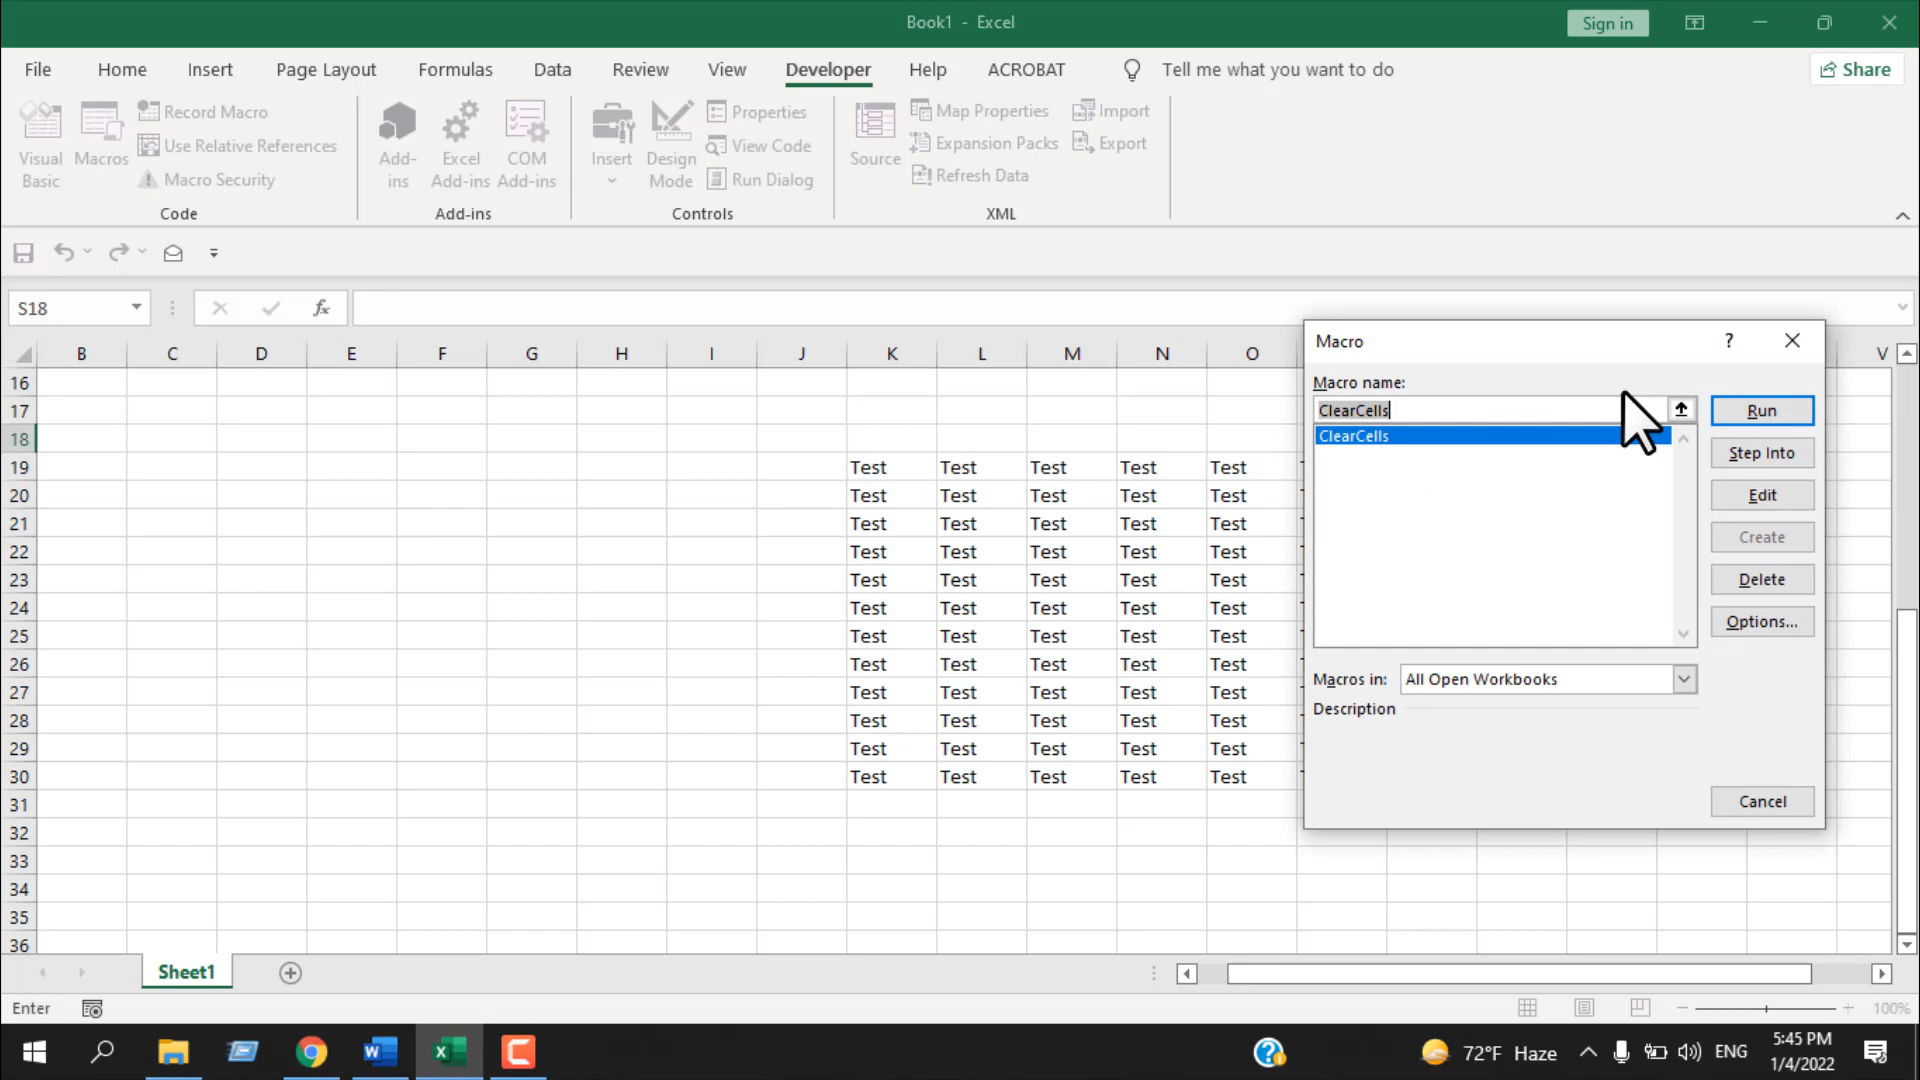 Book1 - Excel
Sign in
File Home Insert Page Layout Formulas Data Review View Developer Help ACROBAT Tell me what you want to do Share
Visual Basic
Macros
Record Macro
Use Relative References
Macro Security
Code
Add-ins
Excel Add-ins
COM Add-ins
Add-ins
Insert
Design Mode
Properties
View Code
Run Dialog
Controls
Source
Map Properties
Expansion Packs
Refresh Data
Import
Export
XML
S18
fx
B C D E F G H I J K L M N O V
16
17
18
19 Test Test Test Test Test
20 Test Test Test Test Test
21 Test Test Test Test Test
22 Test Test Test Test Test
23 Test Test Test Test Test
24 Test Test Test Test Test
25 Test Test Test Test Test
26 Test Test Test Test Test
27 Test Test Test Test Test
28 Test Test Test Test Test
29 Test Test Test Test Test
30 Test Test Test Test Test
31
32
33
34
35
36
Macro ?
Macro name:
ClearCells
ClearCells
Run
Step Into
Edit
Create
Delete
Options...
Macros in: All Open Workbooks
Description
Cancel
Sheet1
Enter
100%
72°F Haze
ENG
5:45 PM
1/4/2022